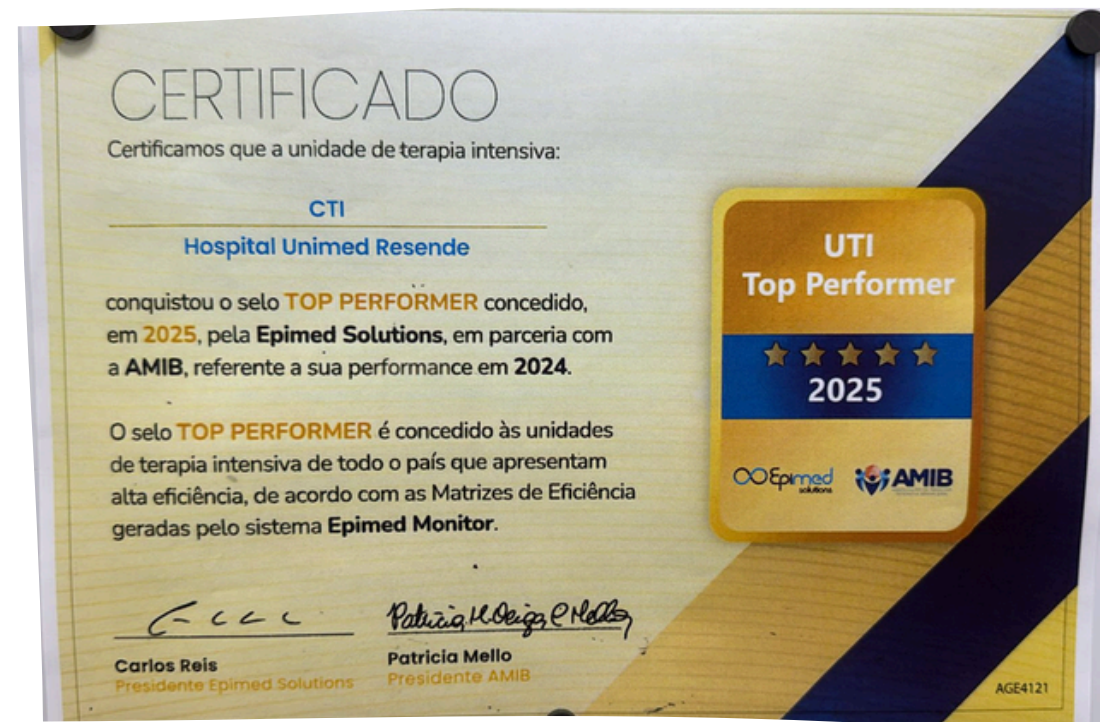 CERTIFICADO
Certificamos que a unidade de terapia intensiva:
CTI
Hospital Unimed Resende
conquistou o selo TOP PERFORMER concedido,
em 2025, pela Epimed Solutions, em parceria com
a AMIB, referente a sua performance em 2024.
O selo TOP PERFORMER é concedido às unidades
de terapia intensiva de todo o país que apresentam
alta eficiência, de acordo com as Matrizes de Eficiência
geradas pelo sistema Epimed Monitor.
UTI
Top Performer
2025
Epimed
solutions
AMIB
Carlos Reis
Presidente Epimed Solutions
Patricia Mello
Presidente AMIB
AGE4121